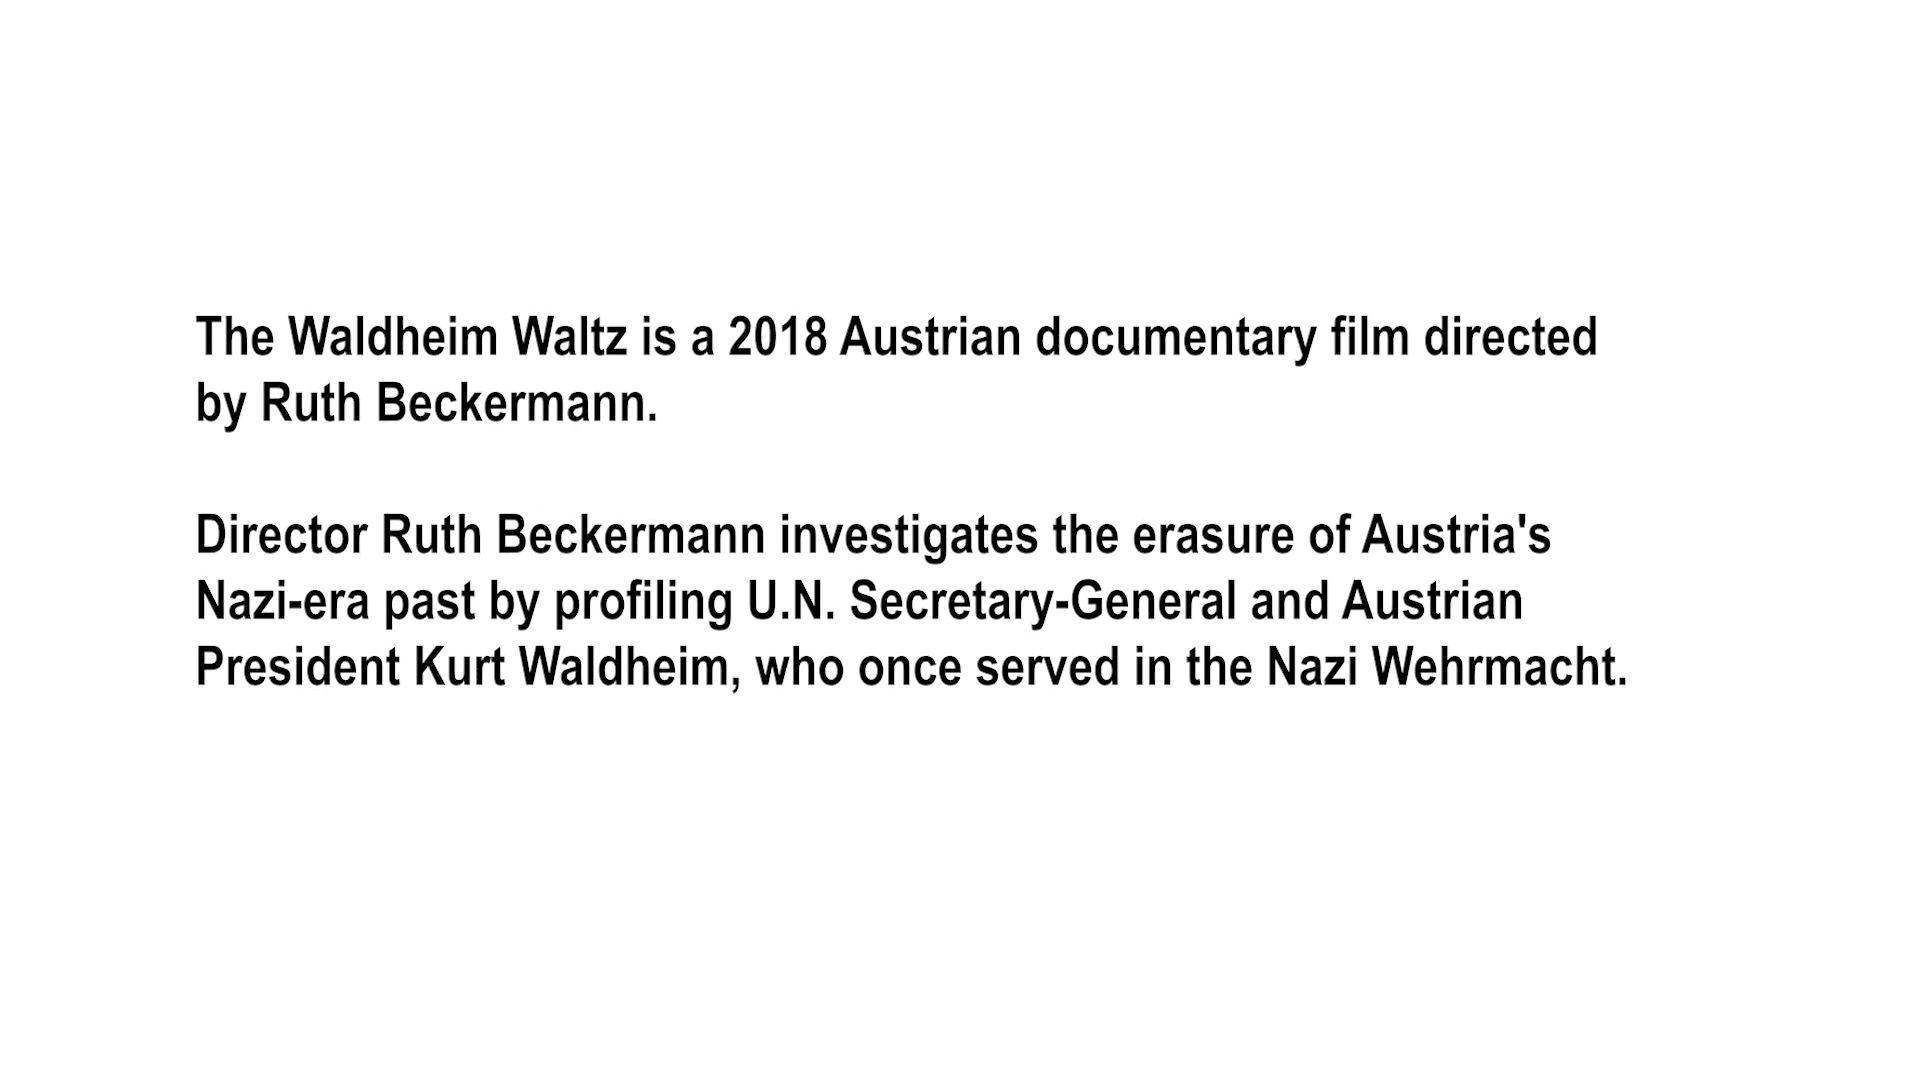 The Waldheim Waltz is a 2018 Austrian documentary film directed
by Ruth Beckermann.
Director Ruth Beckermann investigates the erasure of Austria's
Nazi-era past by profiling U.N. Secretary-General and Austrian
President Kurt Waldheim, who once served in the Nazi Wehrmacht.